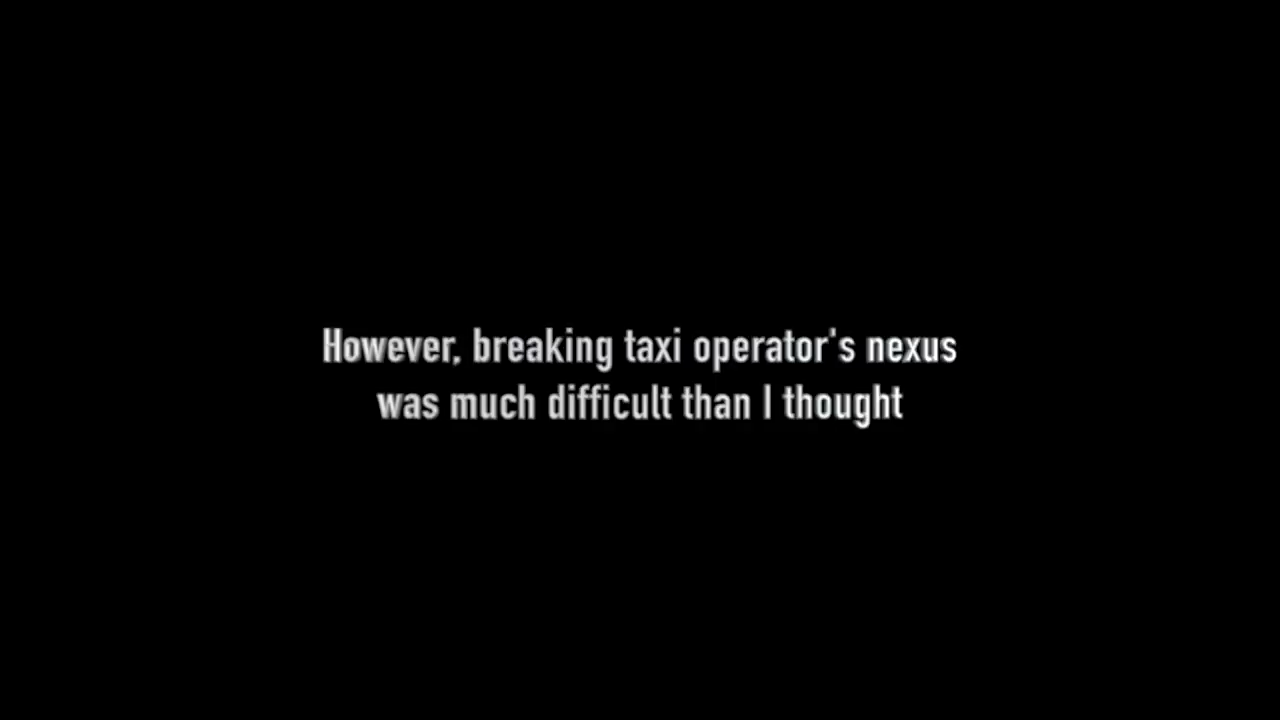 However, breaking taxi operator's nexus
was much difficult than I thought